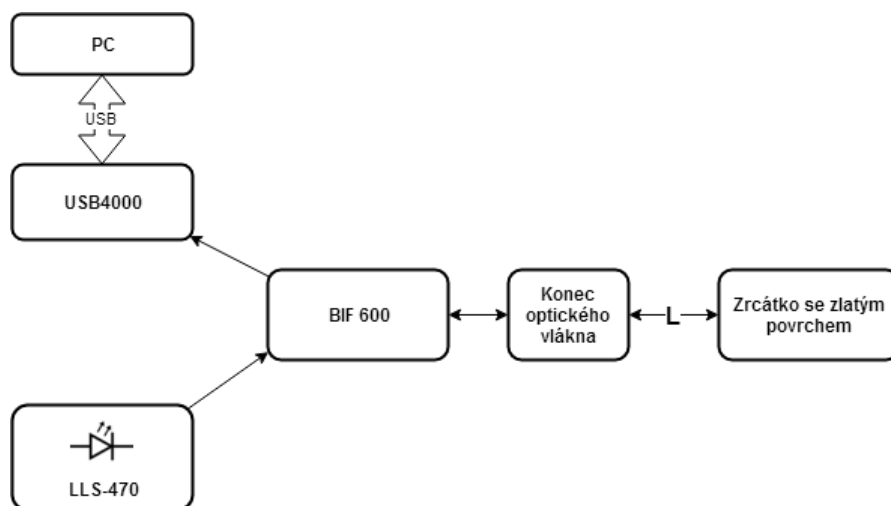 PC
USB
USB4000
BIF 600
Konec
optického
vlákna
L
Zrcátko se zlatým
povrchem
LLS-470